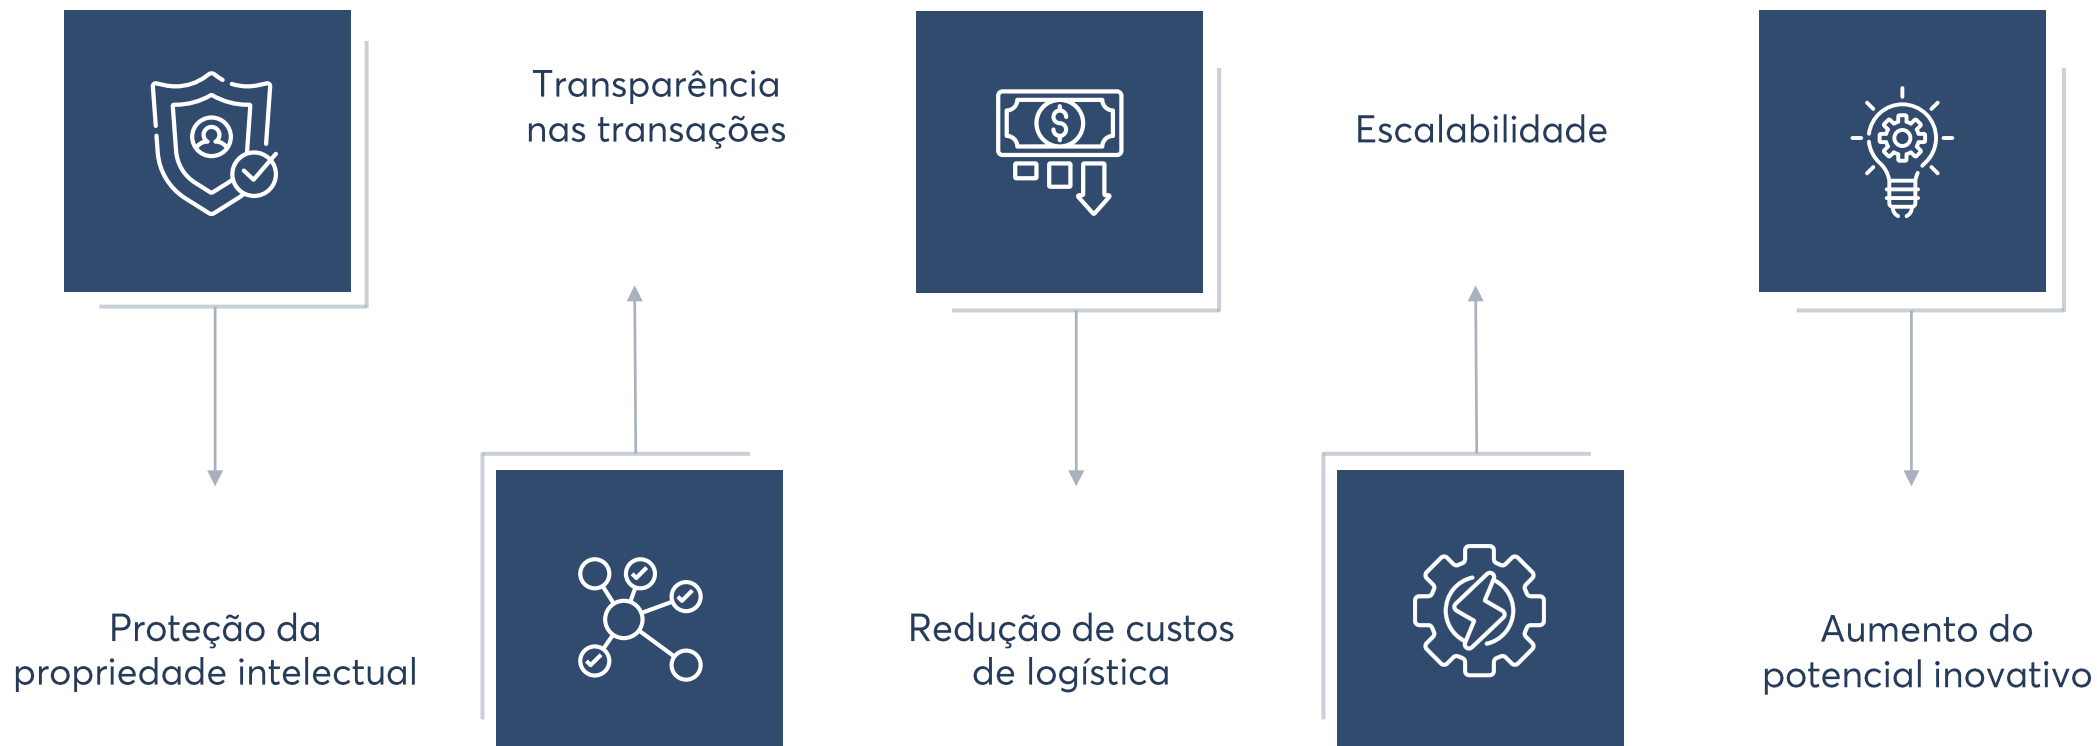 Transparência
nas transações
Escalabilidade
Proteção da
propriedade intelectual
Redução de custos
de logística
Aumento do
potencial inovativo